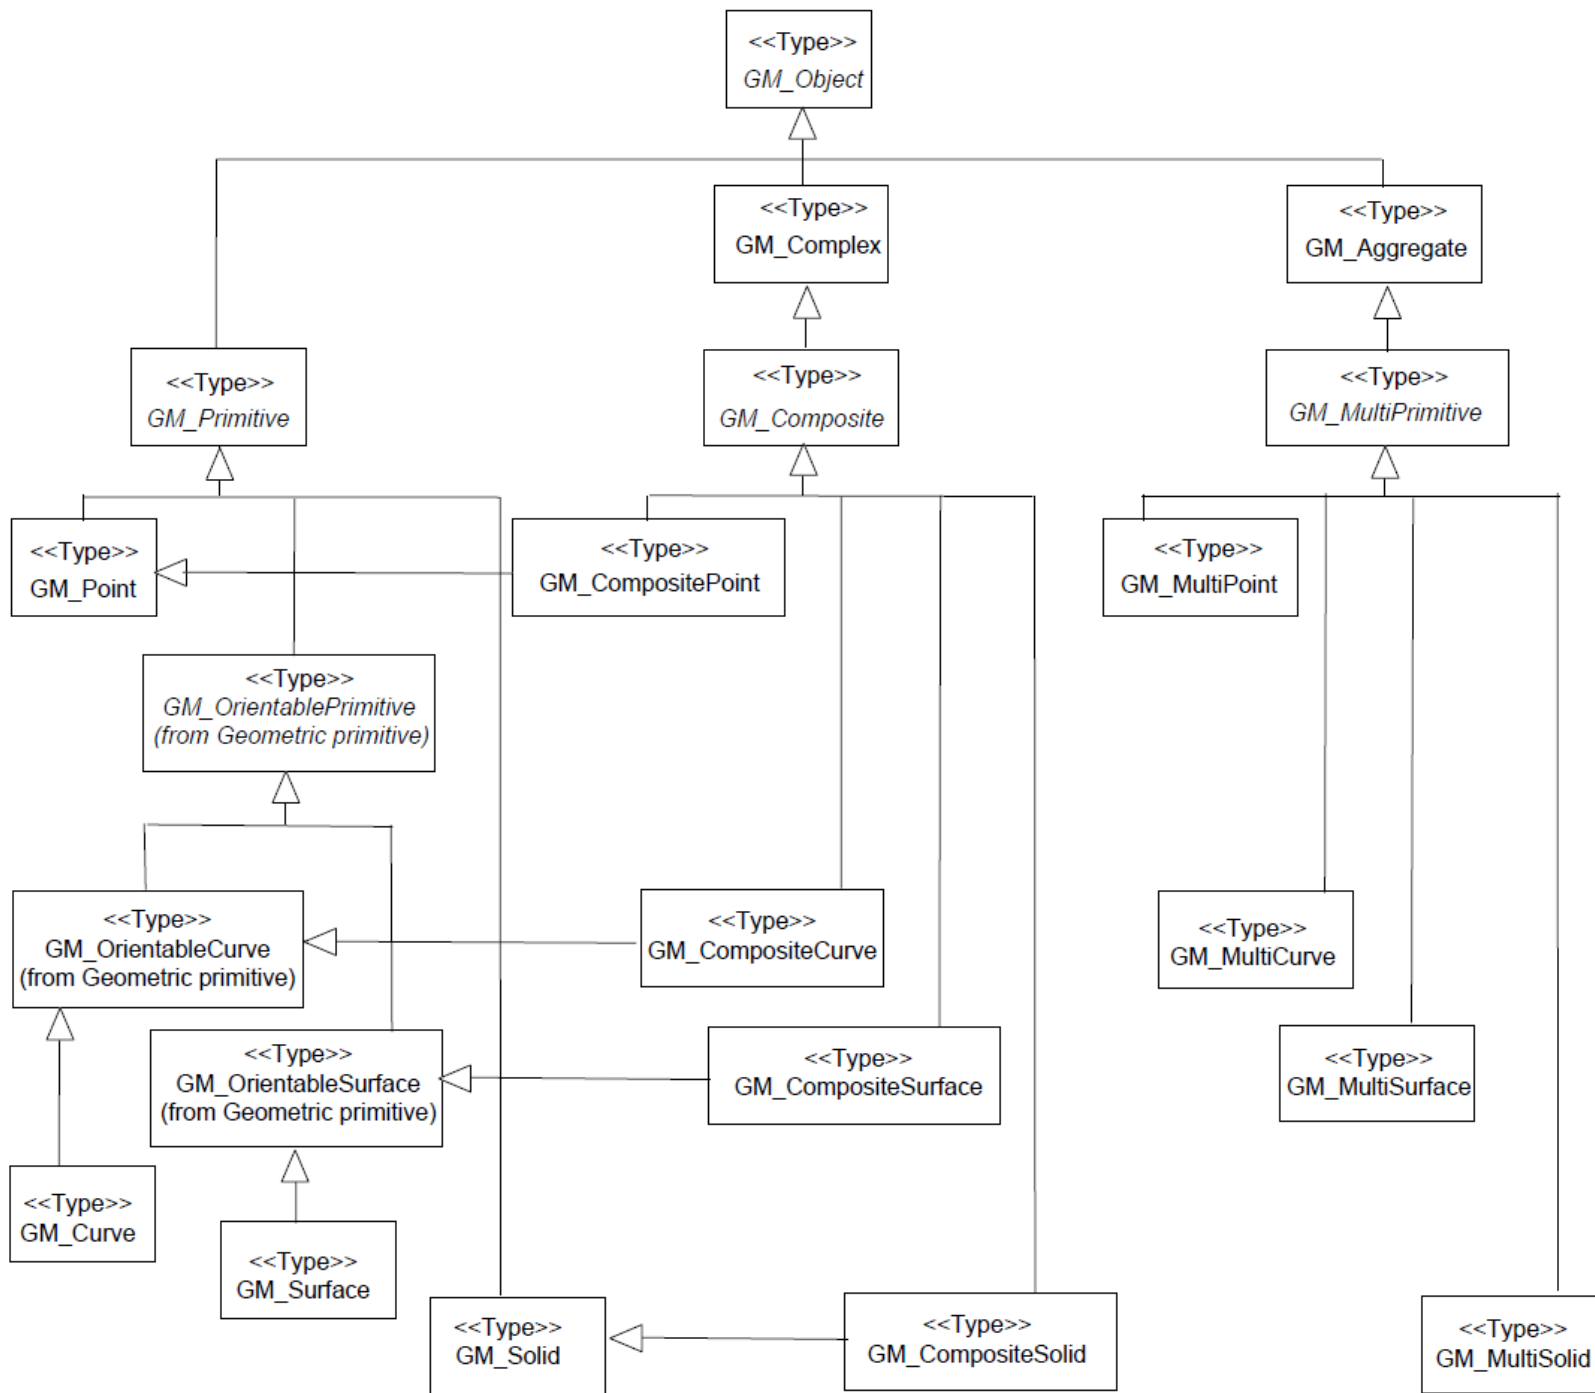 <<Type>>
GM_Object
<<Type>>
GM_Complex
<<Type>>
GM_Aggregate
<<Type>>
GM_Primitive
<<Type>>
GM_Composite
<<Type>>
GM_MultiPrimitive
<<Type>>
GM_Point
<<Type>>
GM_CompositePoint
<<Type>>
GM_MultiPoint
<<Type>>
GM_OrientablePrimitive
(from Geometric primitive)
<<Type>>
GM_OrientableCurve
(from Geometric primitive)
<<Type>>
GM_CompositeCurve
<<Type>>
GM_MultiCurve
<<Type>>
GM_OrientableSurface
(from Geometric primitive)
<<Type>>
GM_CompositeSurface
<<Type>>
GM_MultiSurface
<<Type>>
GM_Curve
<<Type>>
GM_Surface
<<Type>>
GM_Solid
<<Type>>
GM_CompositeSolid
<<Type>>
GM_MultiSolid